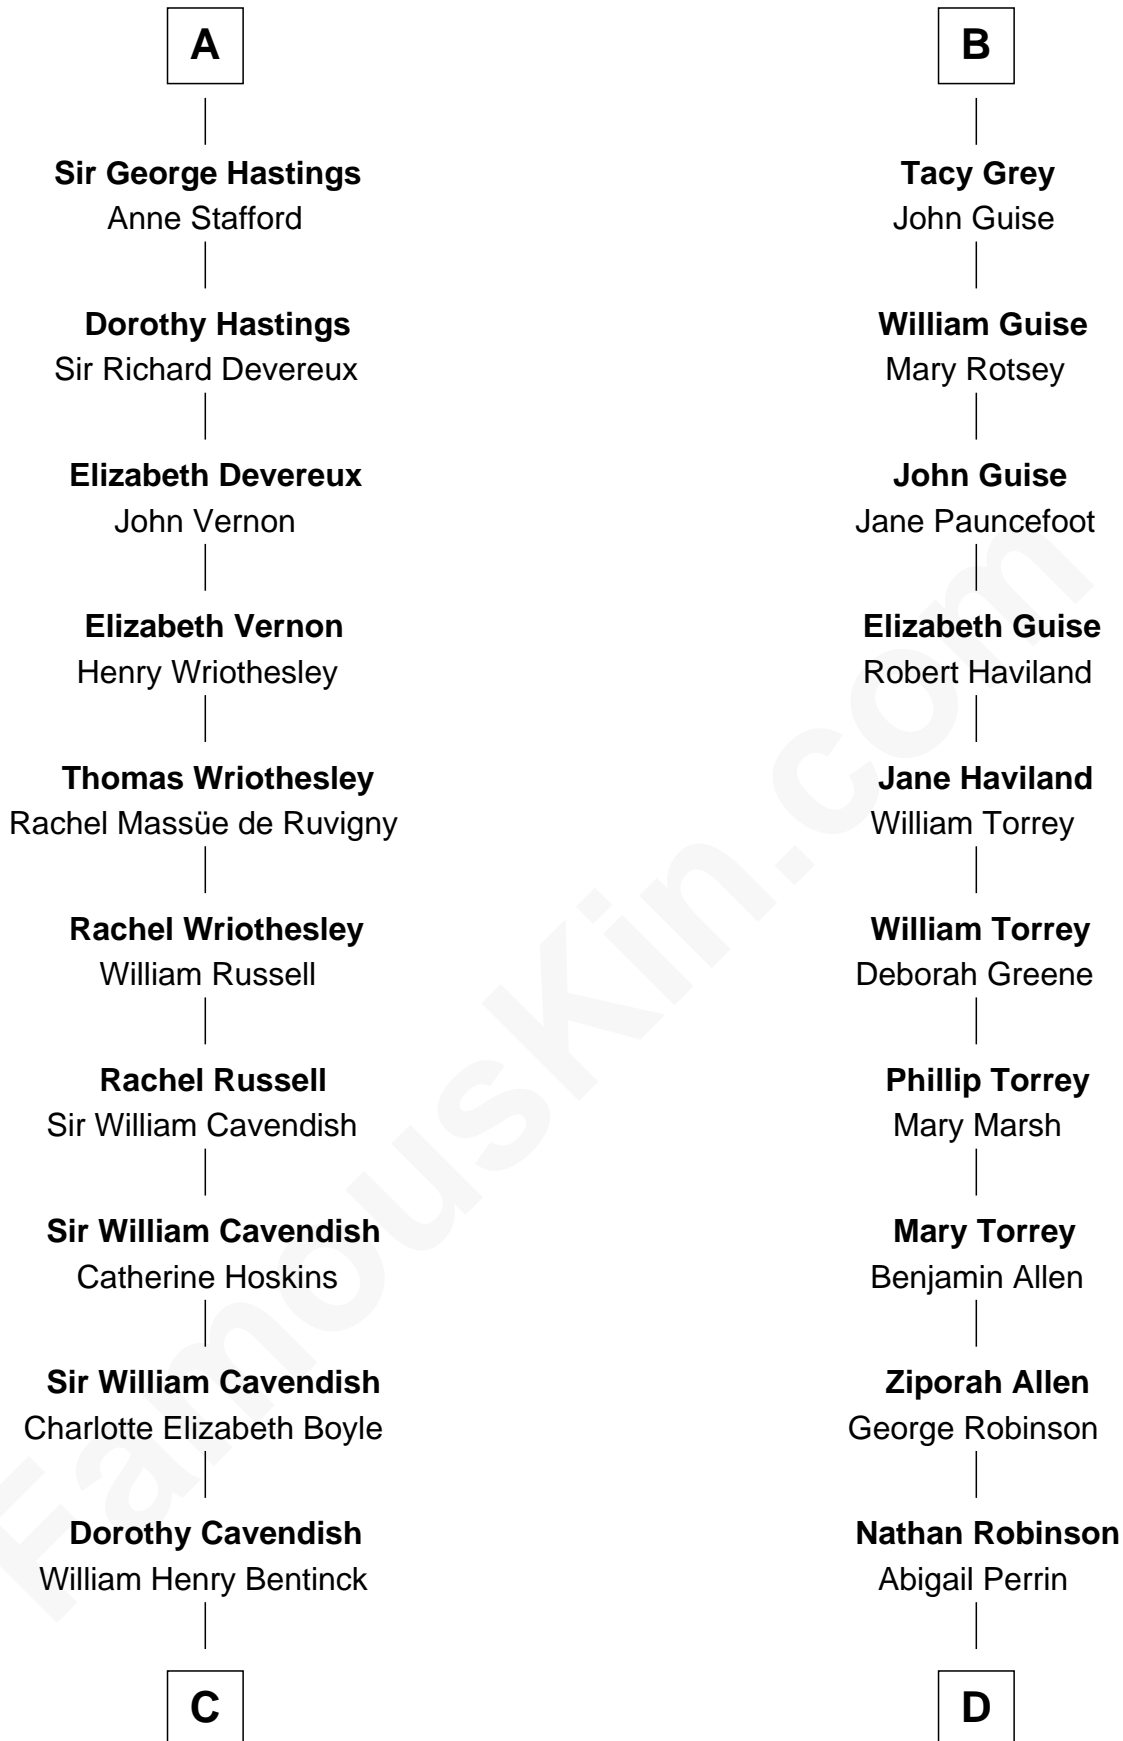 A
Sir George Hastings
Anne Stafford
Dorothy Hastings
Sir Richard Devereux
Elizabeth Devereux
John Vernon
Elizabeth Vernon
Henry Wriothesley
Thomas Wriothesley
Rachel Massüe de Ruvigny
Rachel Wriothesley
William Russell
Rachel Russell
Sir William Cavendish
Sir William Cavendish
Catherine Hoskins
Sir William Cavendish
Charlotte Elizabeth Boyle
Dorothy Cavendish
William Henry Bentinck
C
B
Tacy Grey
John Guise
William Guise
Mary Rotsey
John Guise
Jane Pauncefoot
Elizabeth Guise
Robert Haviland
Jane Haviland
William Torrey
William Torrey
Deborah Greene
Phillip Torrey
Mary Marsh
Mary Torrey
Benjamin Allen
Ziporah Allen
George Robinson
Nathan Robinson
Abigail Perrin
D
FamousKin.com